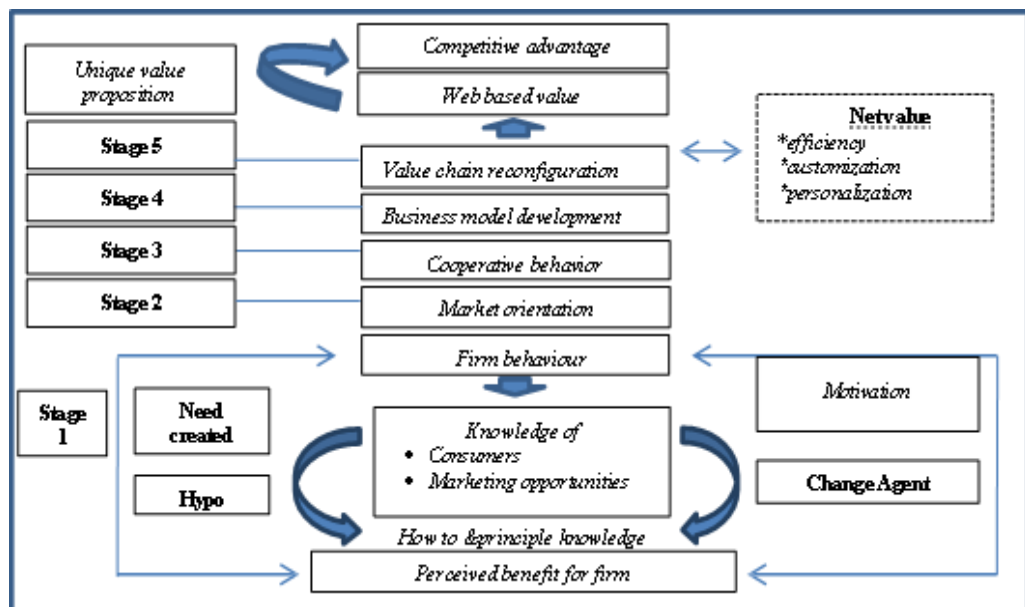 Competitive advantage
Unique value
proposition
Web based value
Netvalue
*efficiency
*customization
*personalization
Stage 5
Value chain reconfiguration
Stage 4
Business model development
Stage 3
Cooperative behavior
Stage 2
Market orientation
Firm behaviour
Stage
1
Need
created
Motivation
Knowledge of
• Consumers
• Marketing opportunities
Hypo
Change Agent
How to &principle knowledge
Perceived benefit for firm